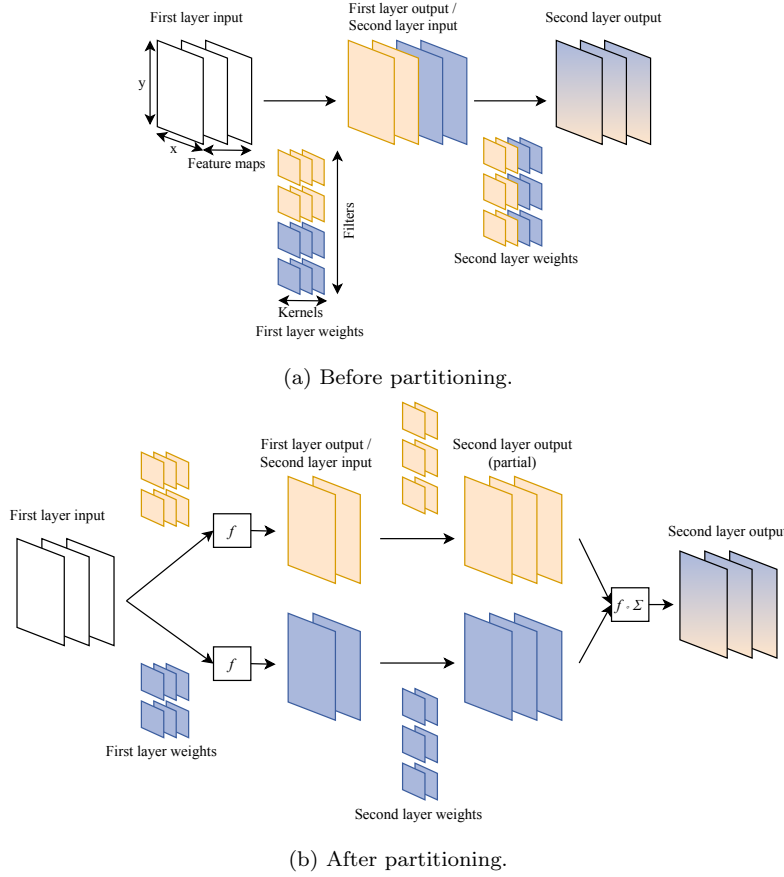 First layer input
First layer output /
Second layer input
Second layer output
y
x
Feature maps
Filters
Kernels
First layer weights
Second layer weights
(a) Before partitioning.
First layer output /
Second layer input
Second layer output
(partial)
First layer input
f
Second layer output
f ∘ Σ
f
First layer weights
Second layer weights
(b) After partitioning.